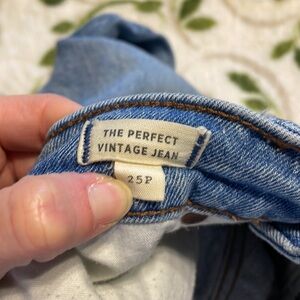 THE PERFECT
VINTAGE JEAN
25P